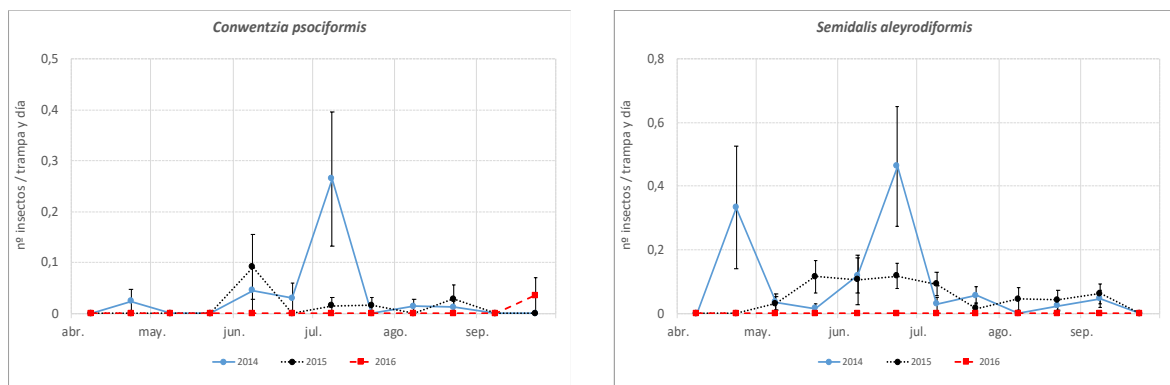 Conwentzia psociformis
nº insectos / trampa y día
0,5
0,4
0,3
0,2
0,1
0
abr. may. jun. jul. ago. sep.
2014 2015 2016
Semidalis aleyrodiformis
nº insectos / trampa y día
0,8
0,6
0,4
0,2
0
abr. may. jun. jul. ago. sep.
2014 2015 2016